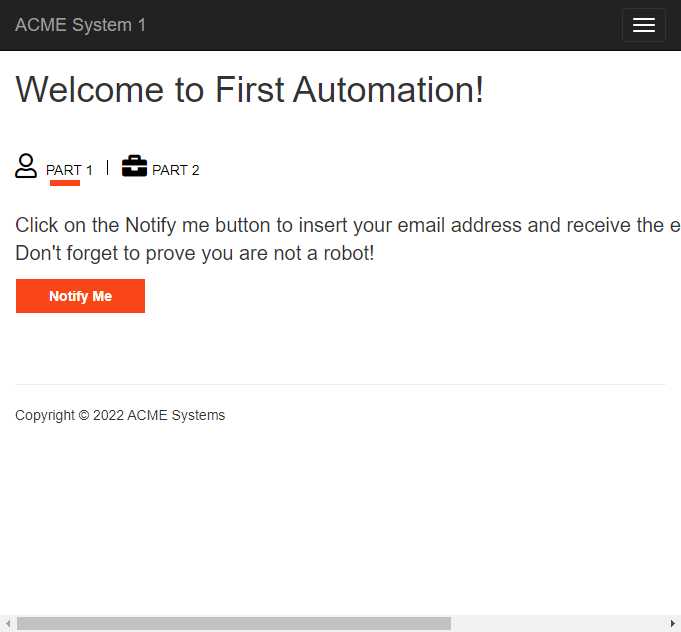 ACME System 1
Welcome to First Automation!
PART 1 | PART 2
Click on the Notify me button to insert your email address and receive the e
Don't forget to prove you are not a robot!
Notify Me
Copyright © 2022 ACME Systems